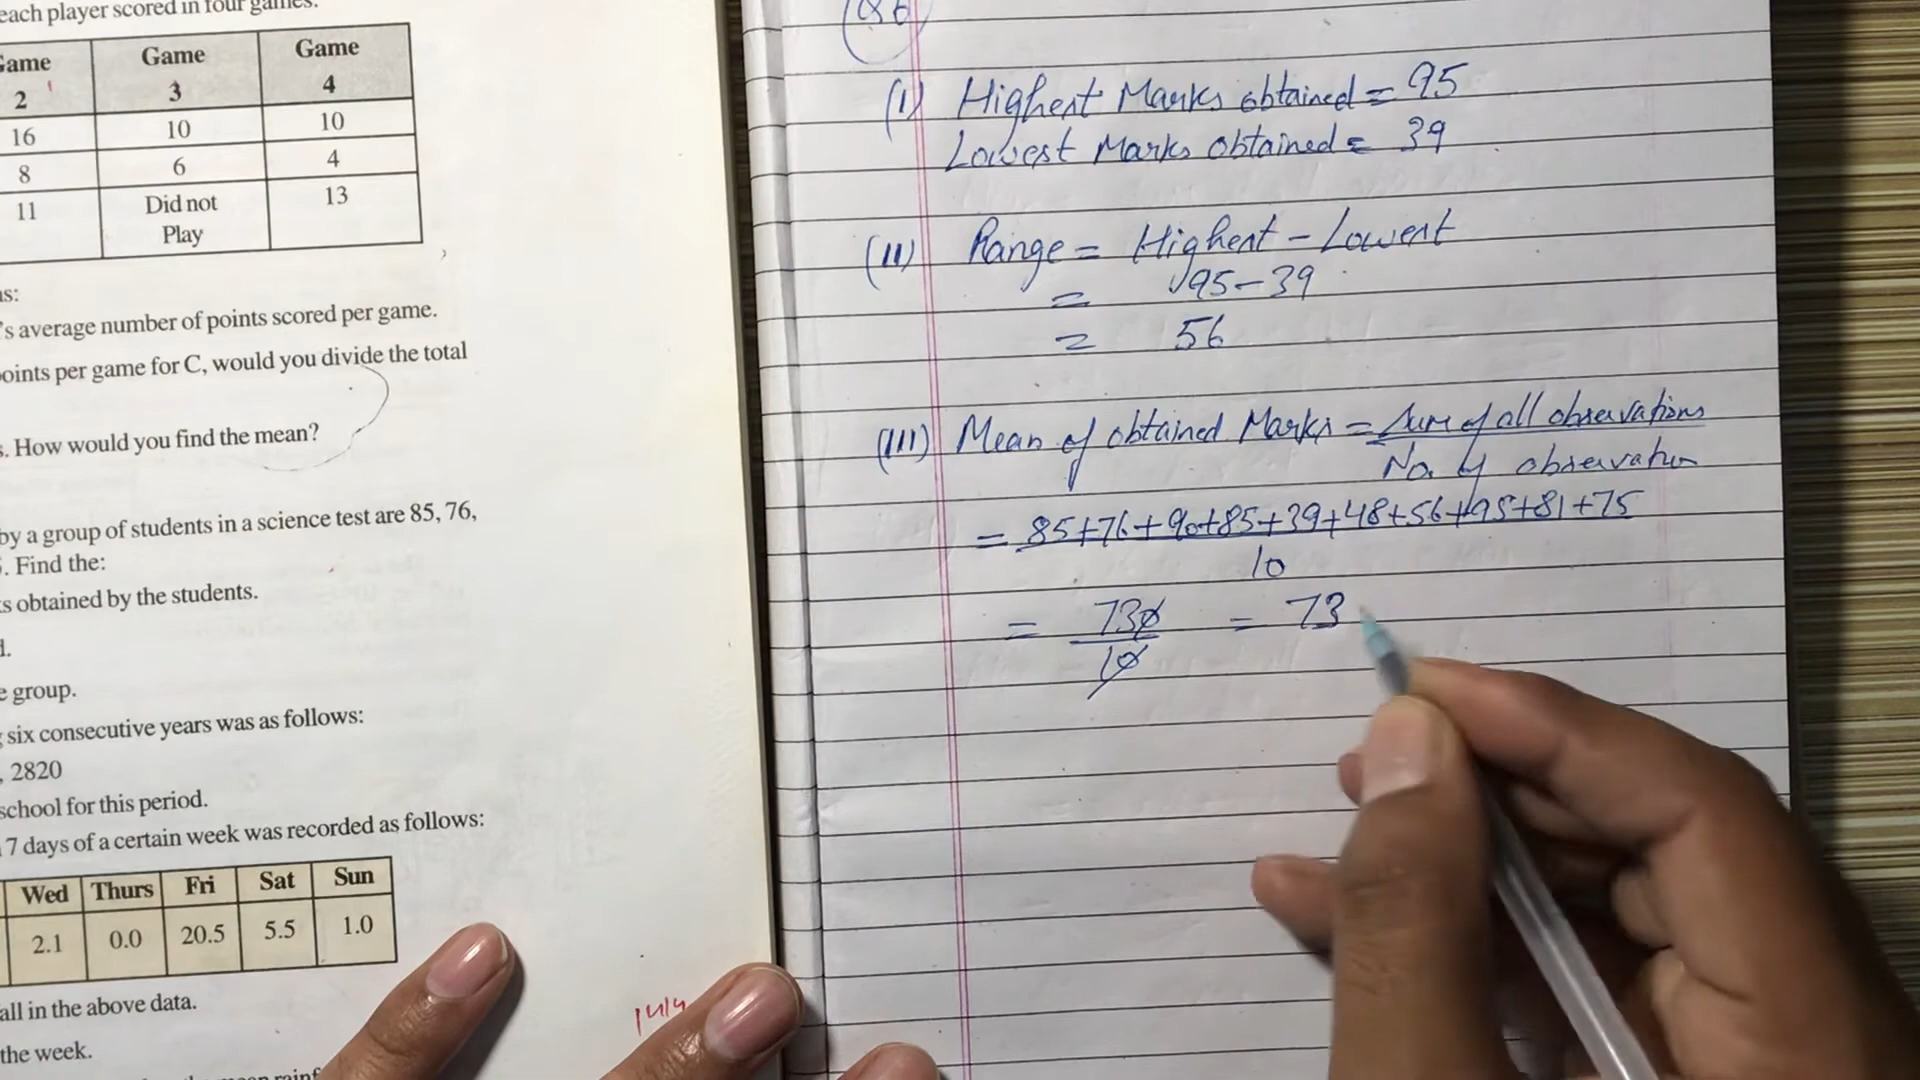 each player scored in four games.
Game Game Game
2 3 4
16 10 10
8 6 4
11 Did not Play 13
's average number of points scored per game.
points per game for C, would you divide the total
. How would you find the mean?
by a group of students in a science test are 85, 76,
. Find the:
s obtained by the students.
d.
e group.
six consecutive years was as follows:
, 2820
school for this period.
7 days of a certain week was recorded as follows:
Wed Thurs Fri Sat Sun
2.1 0.0 20.5 5.5 1.0
all in the above data.
the week.
(I) Highest Marks obtained = 95
Lowest Marks obtained = 39
(II) Range = Highest - Lowest
= 95-39
= 56
(III) Mean of obtained Marks = Sum of all observations
No. of observation
= 85+76+90+85+39+48+56+95+81+75
10
= 730 = 73
10